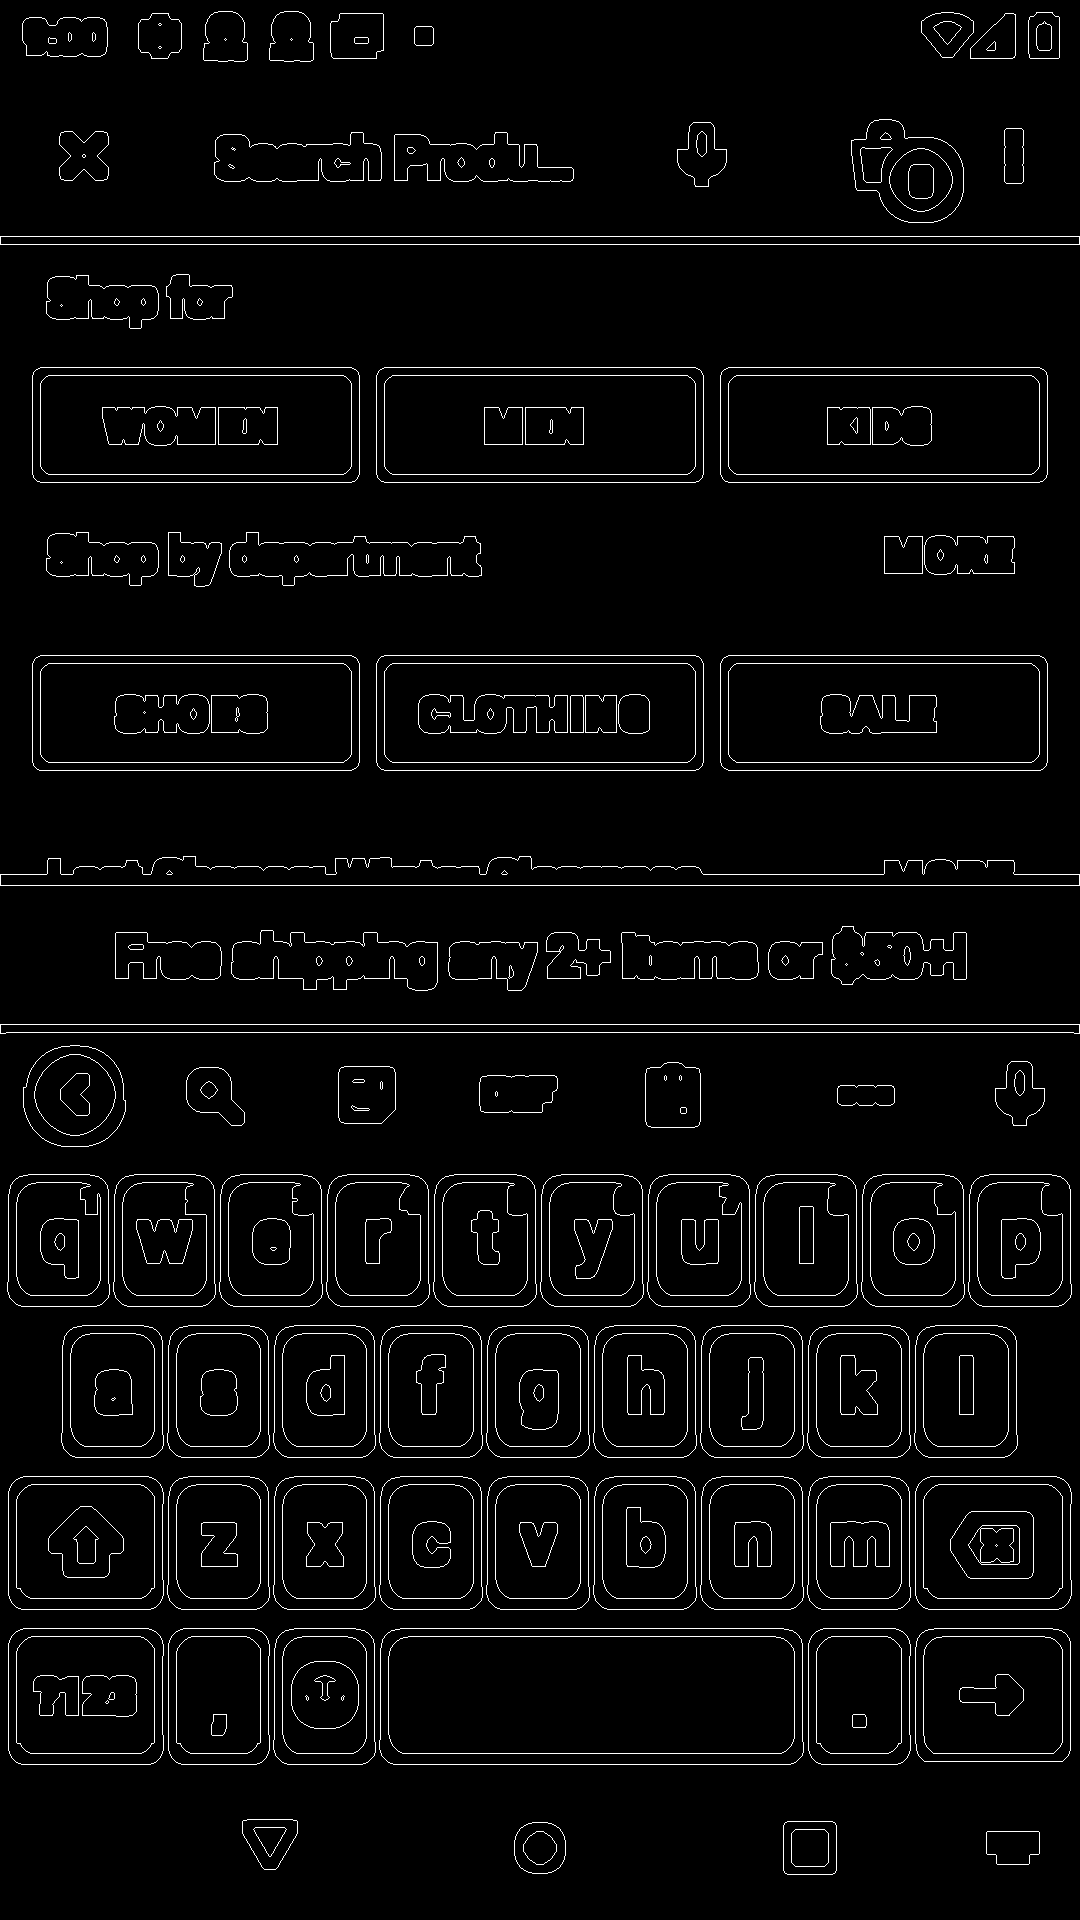 9:00
Search Produ...
Shop for
WOMEN
MEN
KIDS
Shop by department
MORE
SHOES
CLOTHING
SALE
MORE
Free shipping any 2+ items or $50+!
GIF
q w e r t y u i o p
a s d f g h j k l
z x c v b n m
?123 , .